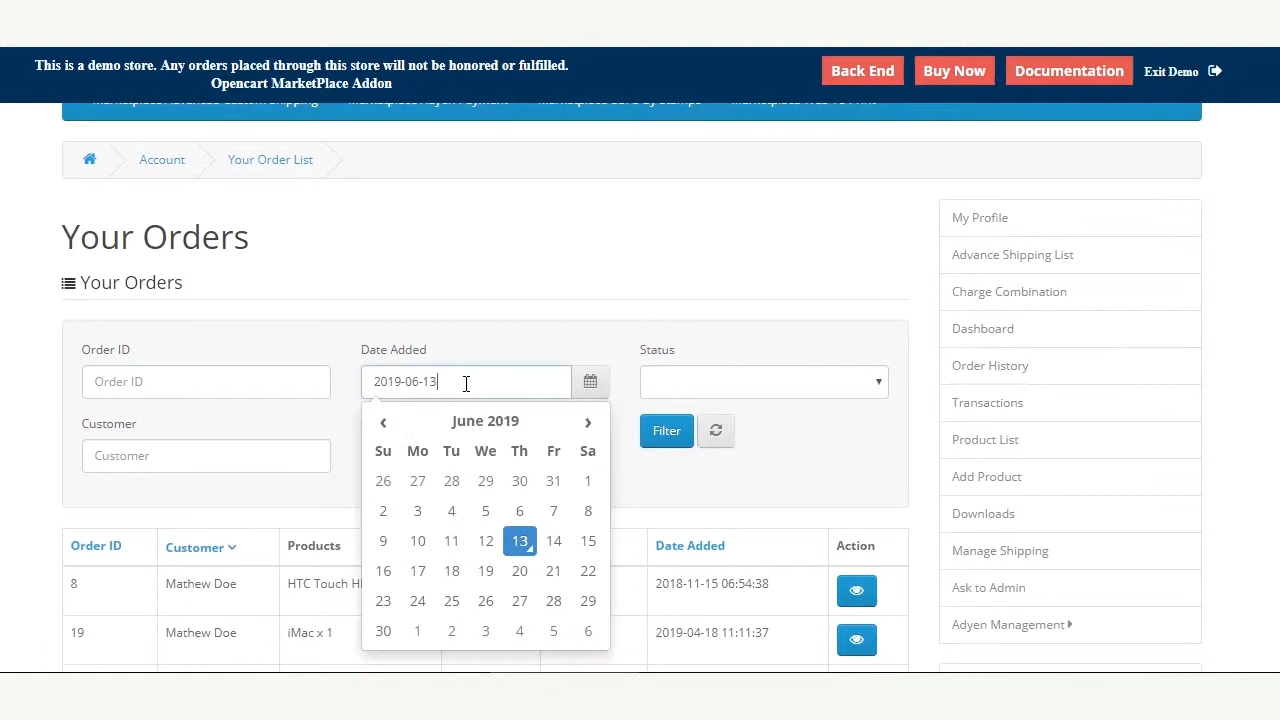 This is a demo store. Any orders placed through this store will not be honored or fulfilled.
Opencart MarketPlace Addon
Back End
Buy Now
Documentation
Exit Demo
Account
Your Order List
Your Orders
Your Orders
Order ID
Date Added
Status
Order ID
2019-06-13
Customer
Customer
Filter
‹ June 2019 ›
Su Mo Tu We Th Fr Sa
26 27 28 29 30 31 1
2 3 4 5 6 7 8
9 10 11 12 13 14 15
16 17 18 19 20 21 22
23 24 25 26 27 28 29
30 1 2 3 4 5 6
Order ID Customer Products Date Added Action
8 Mathew Doe HTC Touch 2018-11-15 06:54:38
19 Mathew Doe iMac x 1 2019-04-18 11:11:37
My Profile
Advance Shipping List
Charge Combination
Dashboard
Order History
Transactions
Product List
Add Product
Downloads
Manage Shipping
Ask to Admin
Adyen Management